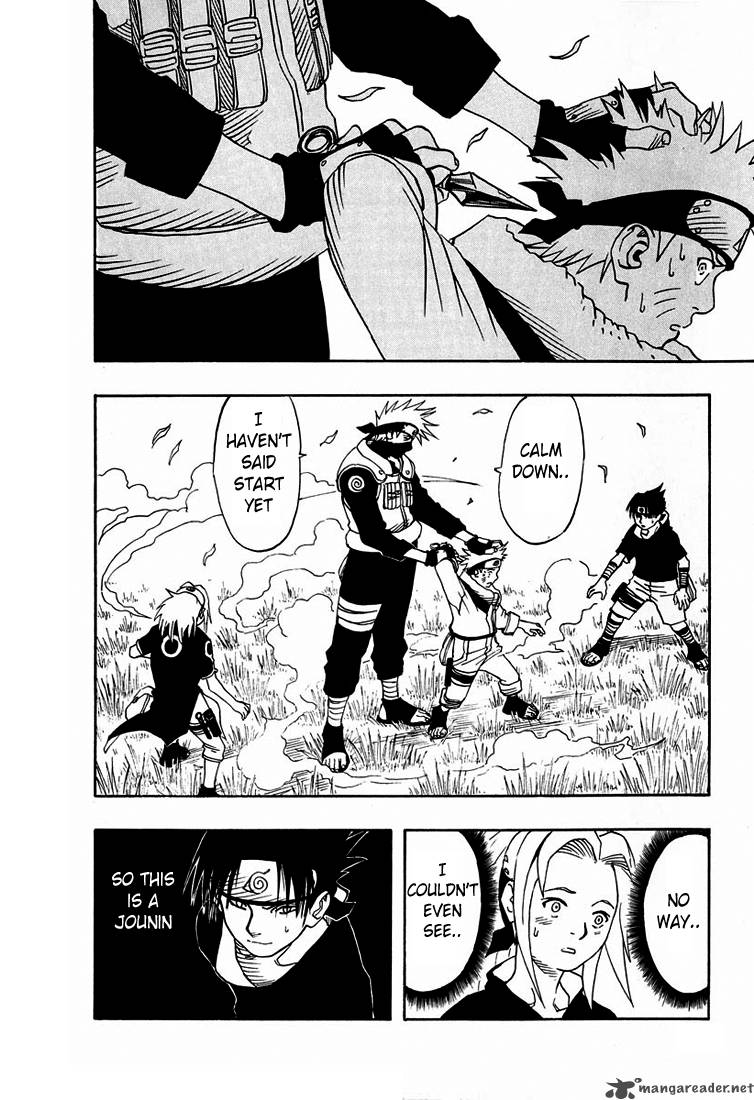 CALM
DOWN..
I
HAVEN'T
SAID
START
YET
NO
WAY..
I
COULDN'T
EVEN
SEE..
SO THIS
IS A
JOUNIN
mangareader.net